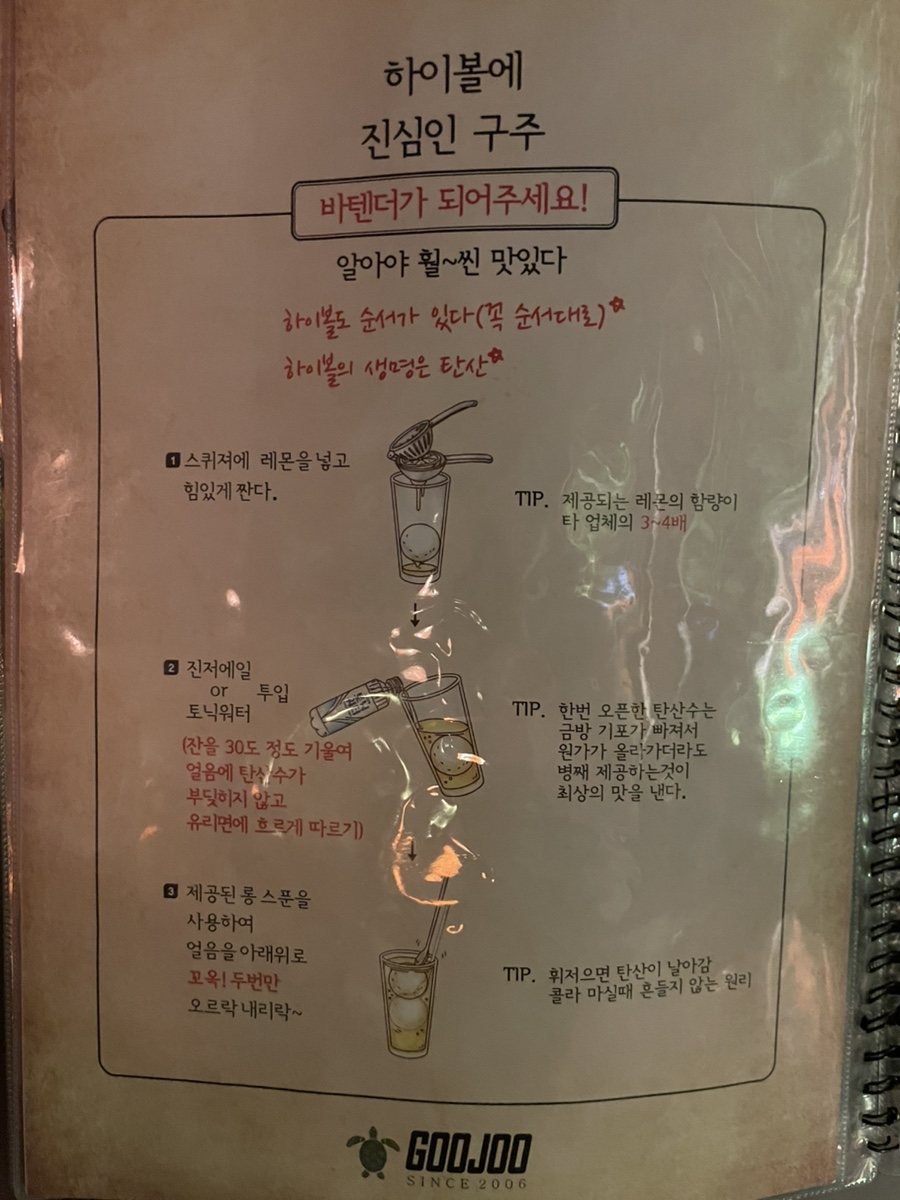 하이볼에
진심인 구주
바텐더가 되어주세요!
알아야 훨~씬 맛있다
하이볼도 순서가 있다(꼭 순서대로)☆
하이볼의 생명은 탄산☆
1 스퀴져에 레몬을 넣고
힘있게 짠다.
TIP. 제공되는 레몬의 함량이
타 업체의 3~4배
2 진저에일
or 투입
토닉워터
(잔을 30도 정도 기울여
얼음에 탄산수가
부딪히지 않고
유리면에 흐르게 따르기)
TIP. 한번 오픈한 탄산수는
금방 기포가 빠져서
원가가 올라가더라도
병째 제공하는것이
최상의 맛을 낸다.
3 제공된 롱 스푼을
사용하여
얼음을 아래위로
꼬옥! 두번만
오르락 내리락~
TIP. 휘저으면 탄산이 날아감
콜라 마실때 흔들지 않는 원리
GOOJOO
SINCE 2006